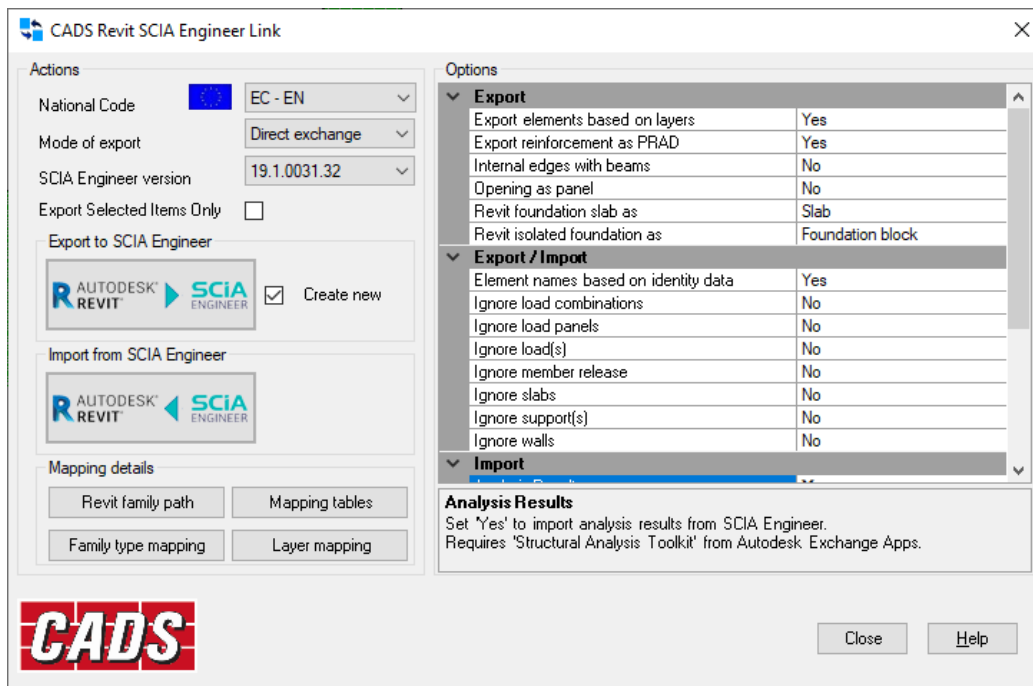 CADS Revit SCIA Engineer Link
Actions
National Code EC - EN
Mode of export Direct exchange
SCIA Engineer version 19.1.0031.32
Export Selected Items Only
Export to SCIA Engineer
R AUTODESK® REVIT® SCiA ENGINEER Create new
Import from SCIA Engineer
R AUTODESK® REVIT® SCiA ENGINEER
Mapping details
Revit family path Mapping tables
Family type mapping Layer mapping
Options
Export
Export elements based on layers Yes
Export reinforcement as PRAD Yes
Internal edges with beams No
Opening as panel No
Revit foundation slab as Slab
Revit isolated foundation as Foundation block
Export / Import
Element names based on identity data Yes
Ignore load combinations No
Ignore load panels No
Ignore load(s) No
Ignore member release No
Ignore slabs No
Ignore support(s) No
Ignore walls No
Import
Analysis Results
Set 'Yes' to import analysis results from SCIA Engineer.
Requires 'Structural Analysis Toolkit' from Autodesk Exchange Apps.
CADS
Close Help